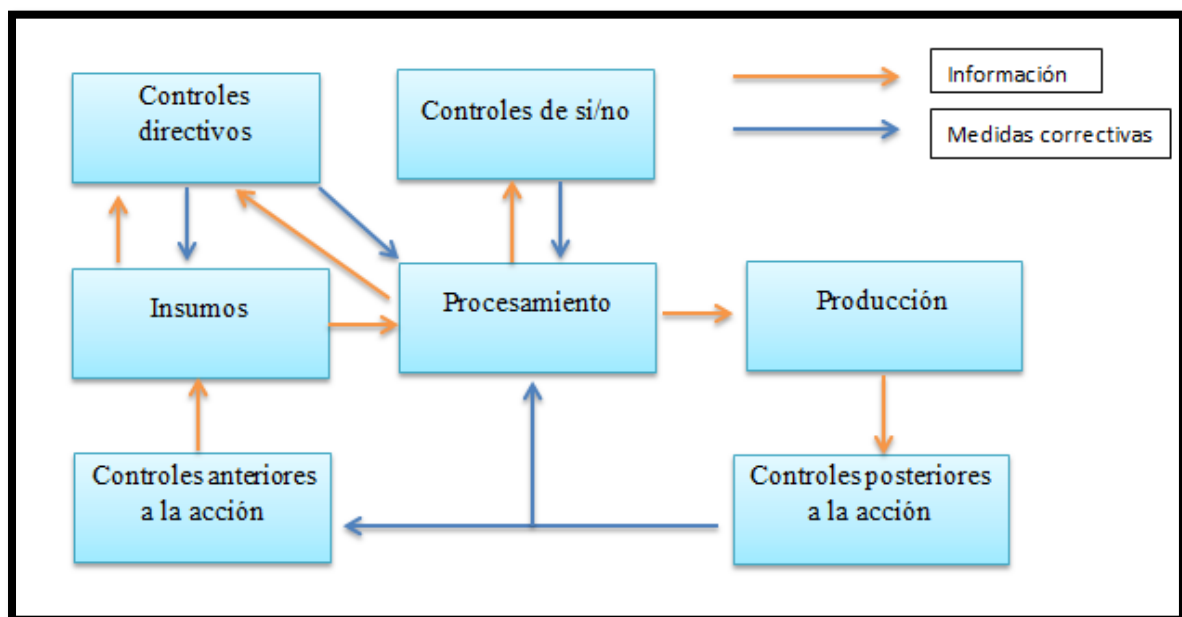 Controles
directivos
Controles de si/no
Información
Medidas correctivas
Insumos
Procesamiento
Producción
Controles anteriores
a la acción
Controles posteriores
a la acción